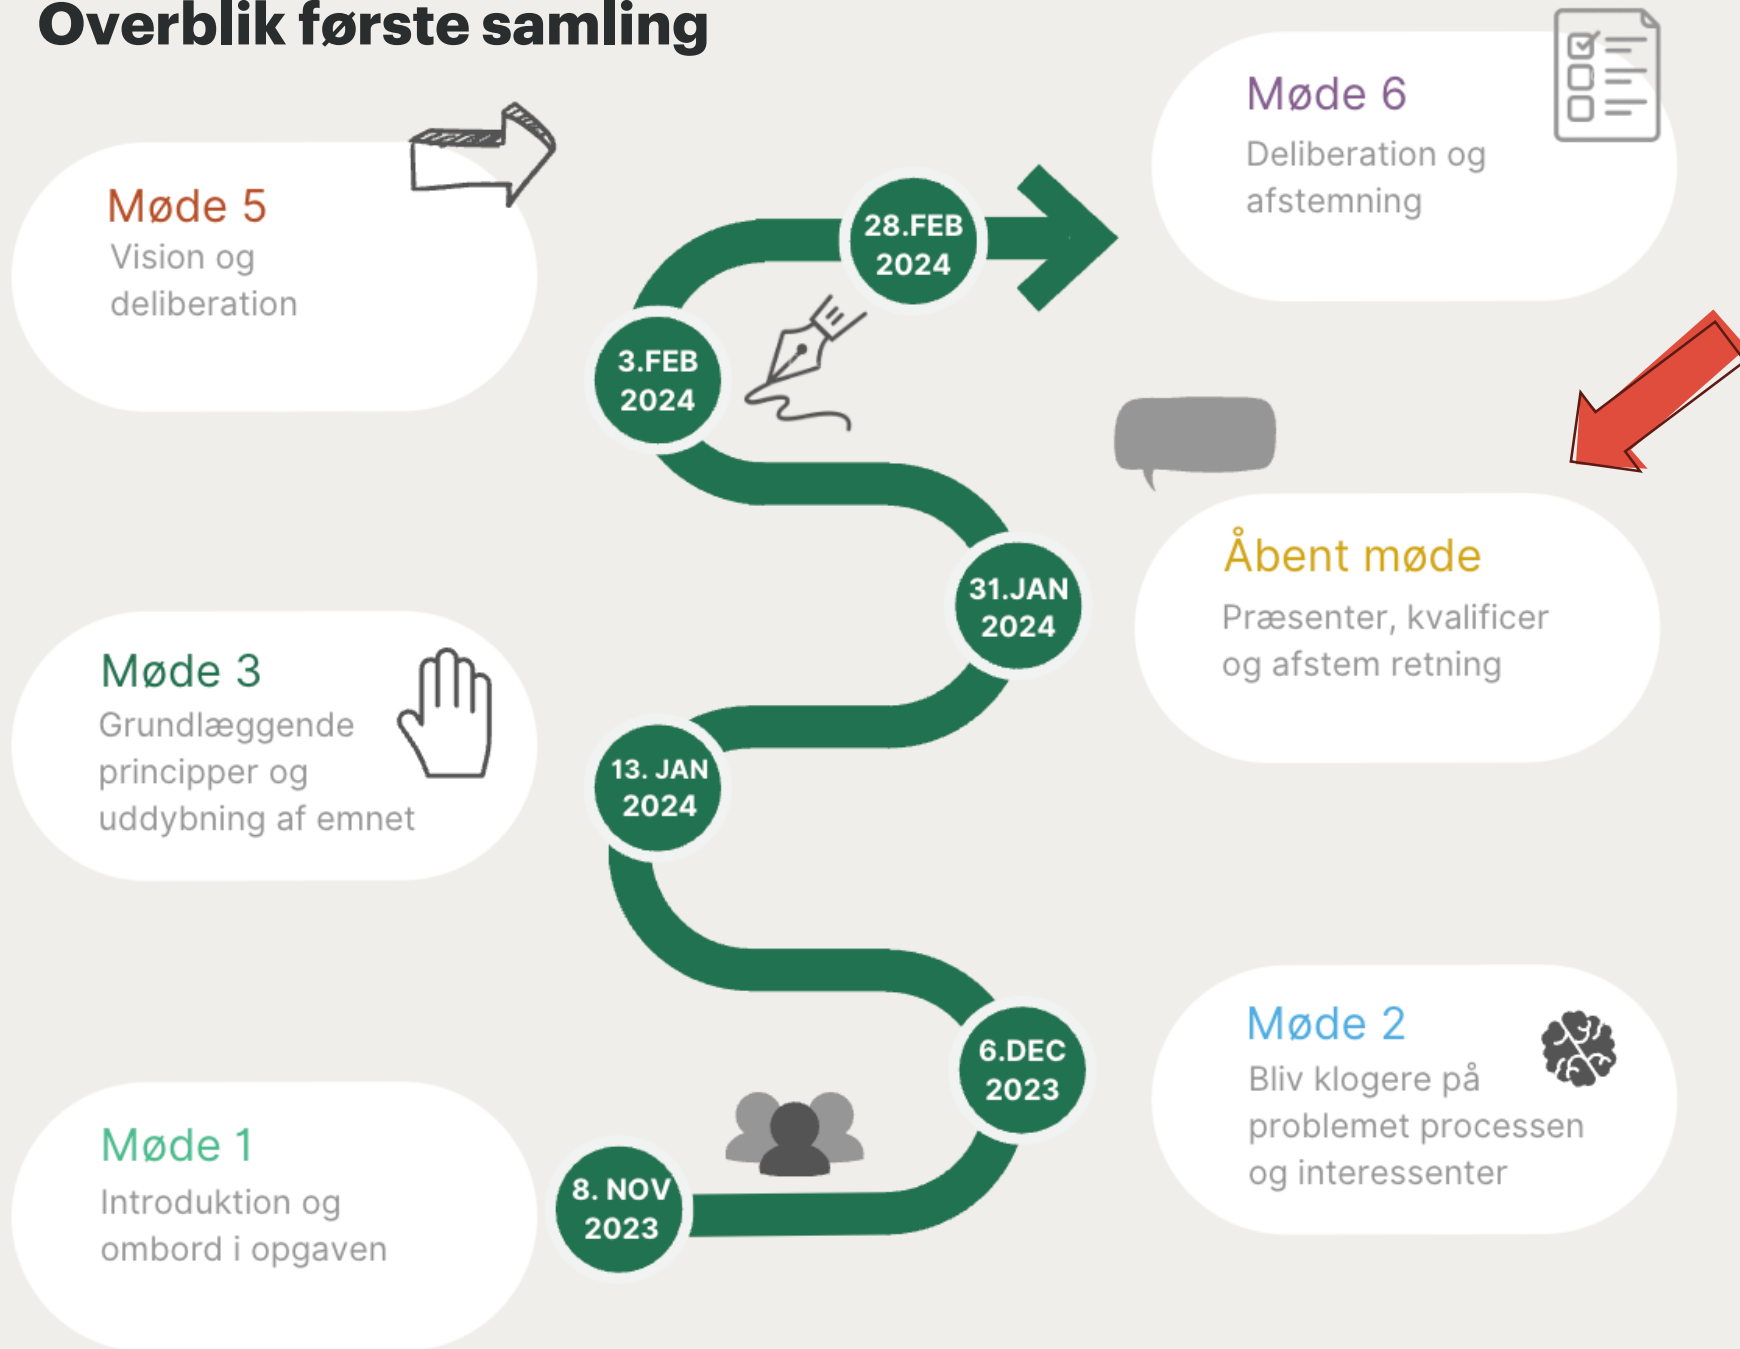 Overblik første samling
Møde 5
Vision og
deliberation
Møde 6
Deliberation og
afstemning
28.FEB
2024
3.FEB
2024
Åbent møde
Præsenter, kvalificer
og afstem retning
31.JAN
2024
Møde 3
Grundlæggende
principper og
uddybning af emnet
13. JAN
2024
Møde 2
Bliv klogere på
problemet processen
og interessenter
6.DEC
2023
Møde 1
Introduktion og
ombord i opgaven
8. NOV
2023